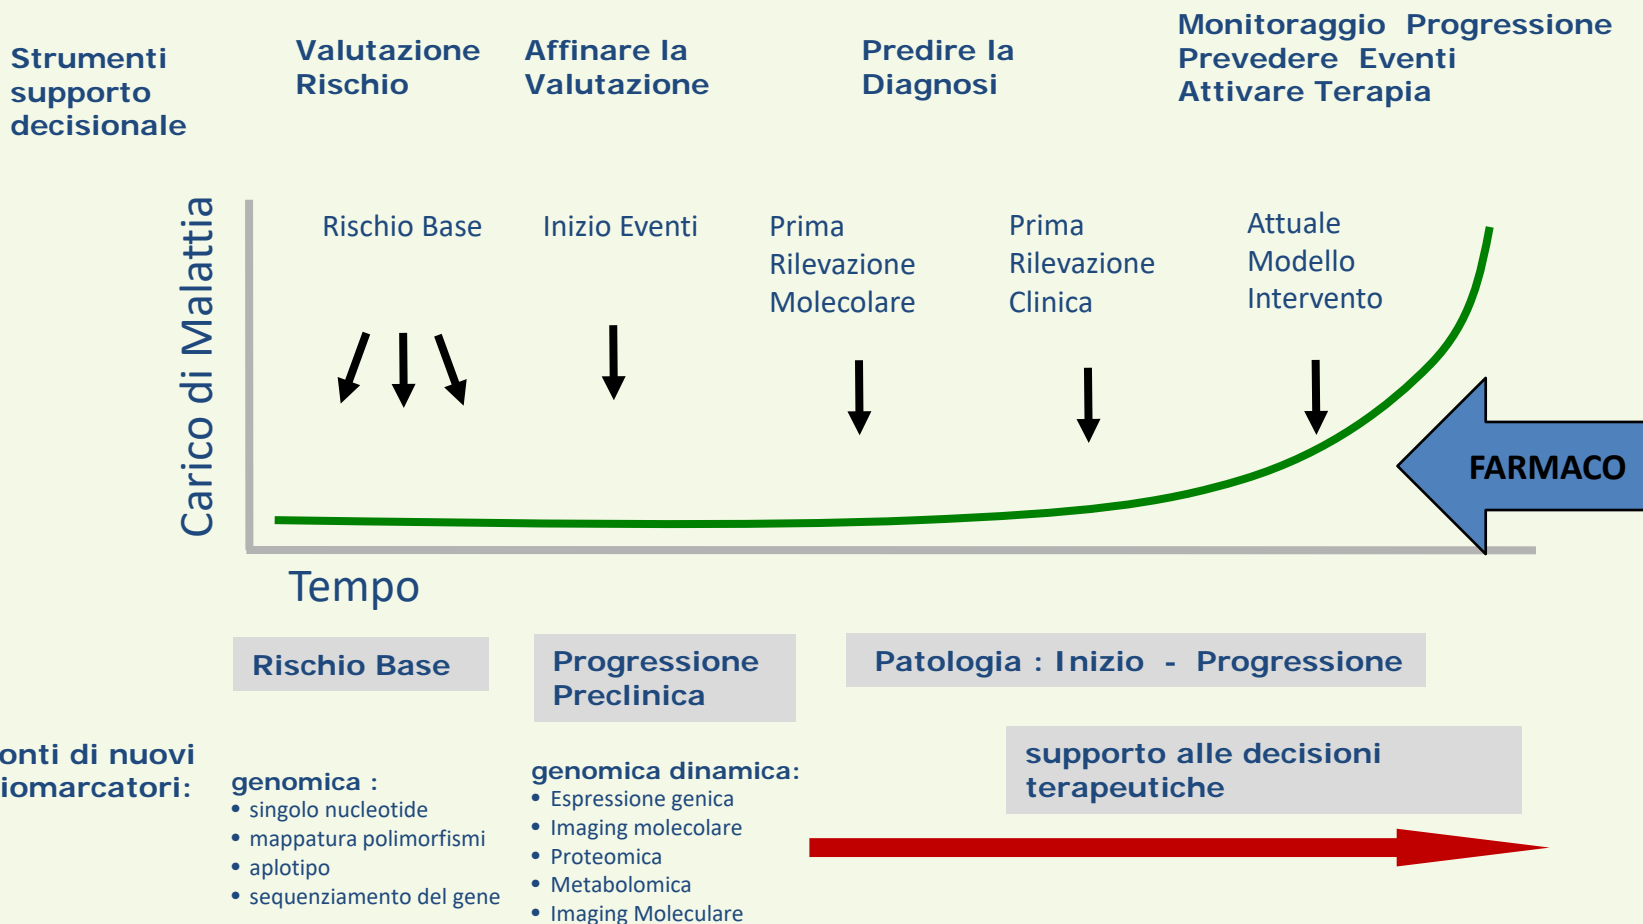 Strumenti
supporto
decisionale
Valutazione
Rischio
Affinare la
Valutazione
Predire la
Diagnosi
Monitoraggio Progressione
Prevedere Eventi
Attivare Terapia
Carico di Malattia
Rischio Base
Inizio Eventi
Prima
Rilevazione
Molecolare
Prima
Rilevazione
Clinica
Attuale
Modello
Intervento
FARMACO
Tempo
Rischio Base
Progressione
Preclinica
Patologia : Inizio - Progressione
supporto alle decisioni
terapeutiche
onti di nuovi
iomarcatori:
genomica :
• singolo nucleotide
• mappatura polimorfismi
• aplotipo
• sequenziamento del gene
genomica dinamica:
• Espressione genica
• Imaging molecolare
• Proteomica
• Metabolomica
• Imaging Moleculare